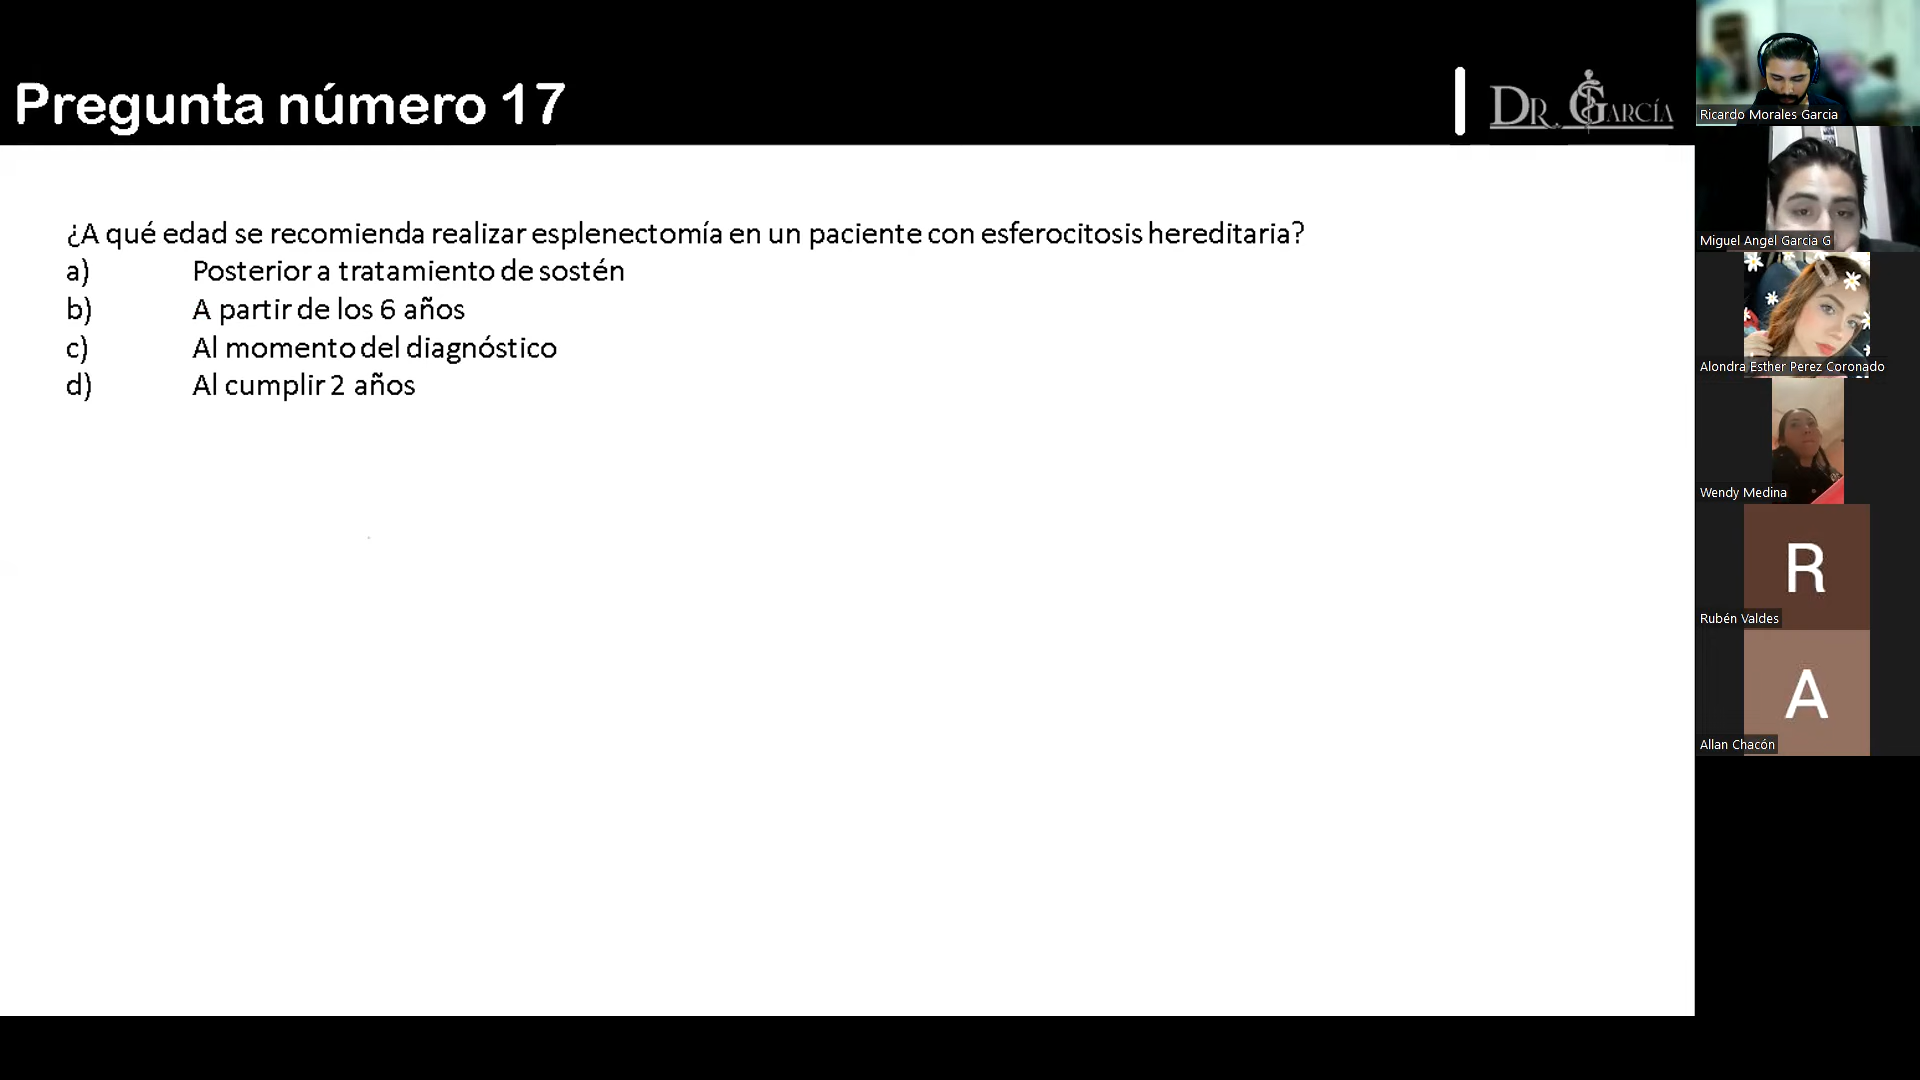 Pregunta número 17
DR. GARCÍA
¿A qué edad se recomienda realizar esplenectomía en un paciente con esferocitosis hereditaria?
a) Posterior a tratamiento de sostén
b) A partir de los 6 años
c) Al momento del diagnóstico
d) Al cumplir 2 años
Ricardo Morales Garcia
Miguel Angel Garcia G
Alondra Esther Perez Coronado
Wendy Medina
R
Rubén Valdes
A
Allan Chacón